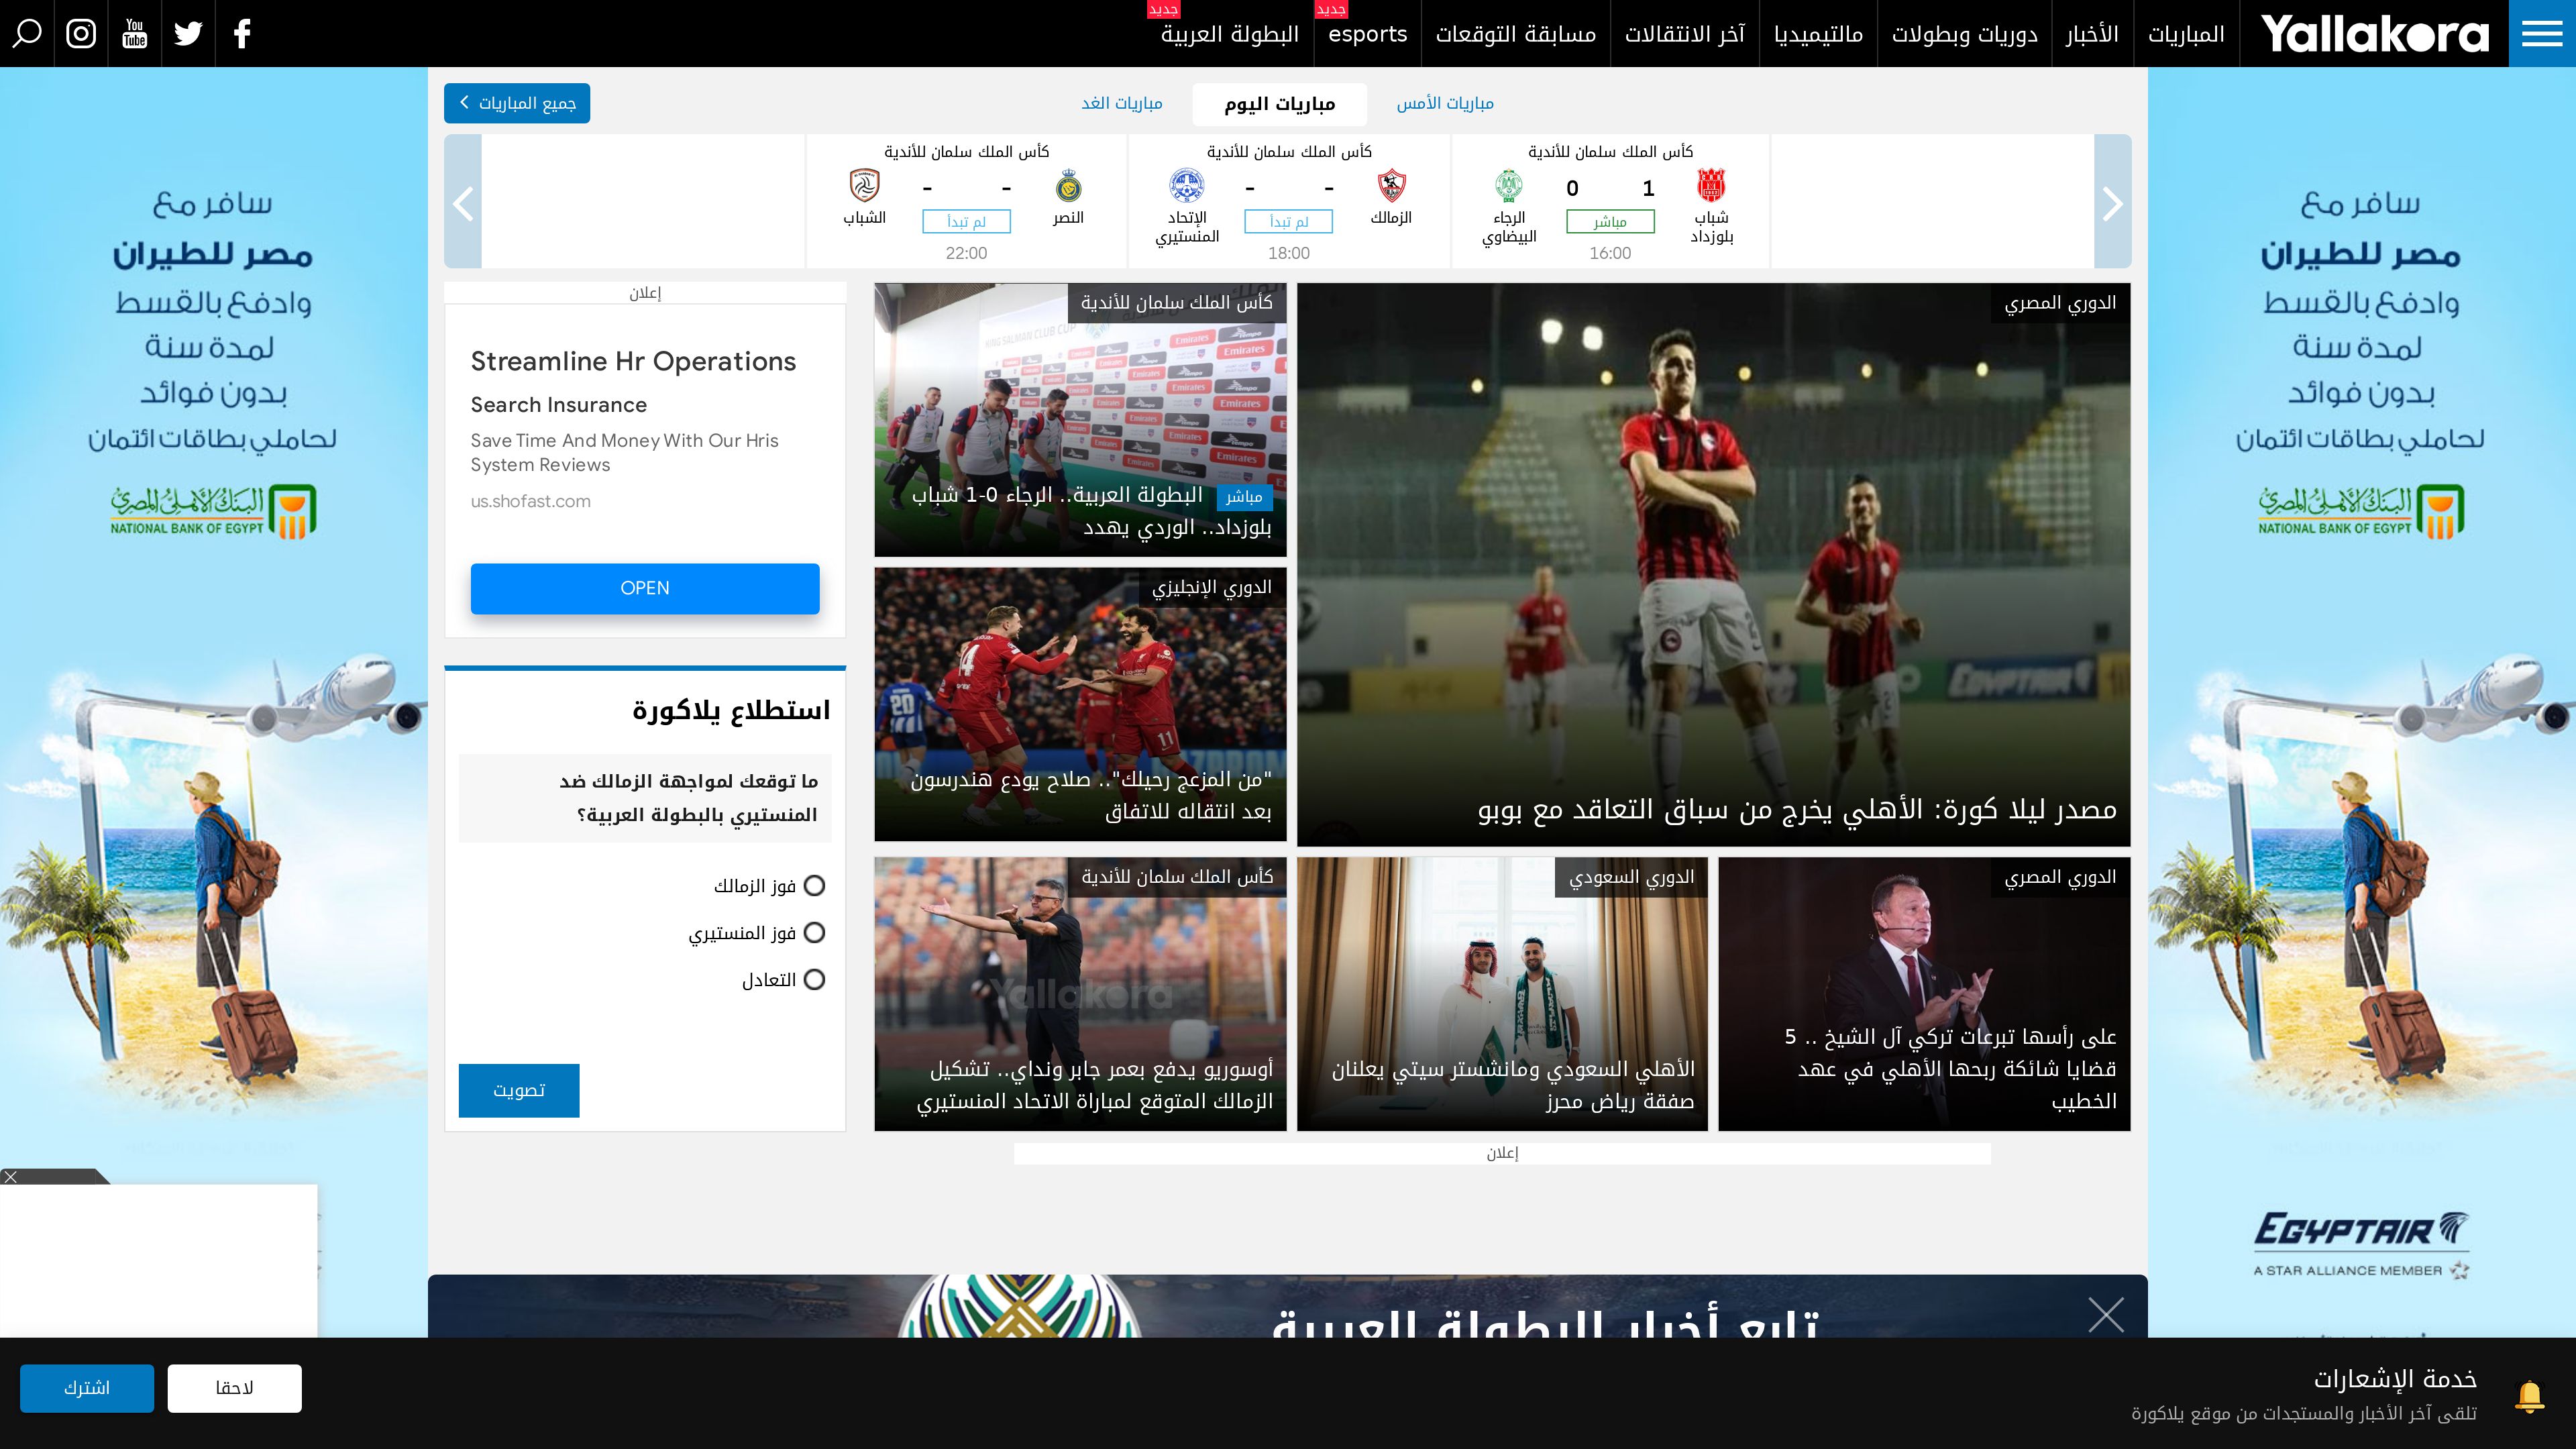 Yallakora
المباريات
الأخبار
دوريات وبطولات
مالتيميديا
آخر الانتقالات
مسابقة التوقعات
جديد
esports
جديد
البطولة العربية
You
Tube
مباريات الأمس
مباريات اليوم
مباريات الغد
جميع المباريات
كأس الملك سلمان للأندية
1 0
شباب بلوزداد
مباشر
الرجاء البيضاوي
16:00
كأس الملك سلمان للأندية
- -
الزمالك
لم تبدأ
الإتحاد المنستيري
18:00
كأس الملك سلمان للأندية
- -
النصر
لم تبدأ
الشباب
22:00
الدوري المصري
مصدر ليلا كورة: الأهلي يخرج من سباق التعاقد مع بوبو
كأس الملك سلمان للأندية
KING SALMAN CLUB CUP
Emirates
مباشر البطولة العربية.. الرجاء 0-1 شباب
بلوزداد.. الوردي يهدد
الدوري الإنجليزي
14
20
11
"من المزعج رحيلك".. صلاح يودع هندرسون
بعد انتقاله للاتفاق
الدوري المصري
على رأسها تبرعات تركي آل الشيخ .. 5
قضايا شائكة ربحها الأهلي في عهد
الخطيب
الدوري السعودي
الأهلي السعودي ومانشستر سيتي يعلنان
صفقة رياض محرز
كأس الملك سلمان للأندية
Yallakora
أوسوريو يدفع بعمر جابر ونداي.. تشكيل
الزمالك المتوقع لمباراة الاتحاد المنستيري
إعلان
Streamline Hr Operations
Search Insurance
Save Time And Money With Our Hris
System Reviews
us.shofast.com
OPEN
استطلاع يلاكورة
ما توقعك لمواجهة الزمالك ضد
المنستيري بالبطولة العربية؟
فوز الزمالك
فوز المنستيري
التعادل
تصويت
إعلان
سافر مع
مصر للطيران
وادفع بالقسط
لمدة سنة
بدون فوائد
لحاملي بطاقات ائتمان
البنك الأهلي المصري
NATIONAL BANK OF EGYPT
EGYPTAIR
A STAR ALLIANCE MEMBER
سافر مع
مصر للطيران
وادفع بالقسط
لمدة سنة
بدون فوائد
لحاملي بطاقات ائتمان
البنك الأهلي المصري
NATIONAL BANK OF EGYPT
تابع أخبار البطولة العربية
خدمة الإشعارات
تلقى آخر الأخبار والمستجدات من موقع يلاكورة
لاحقا
اشترك